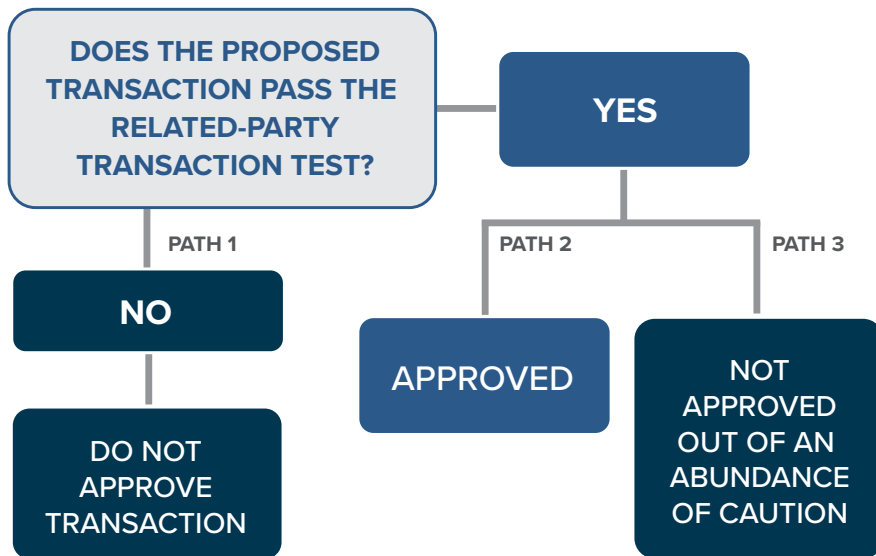 DOES THE PROPOSED
TRANSACTION PASS THE
RELATED-PARTY
TRANSACTION TEST?
YES
PATH 1
PATH 2
PATH 3
NO
APPROVED
NOT
APPROVED
OUT OF AN
ABUNDANCE
OF CAUTION
DO NOT
APPROVE
TRANSACTION